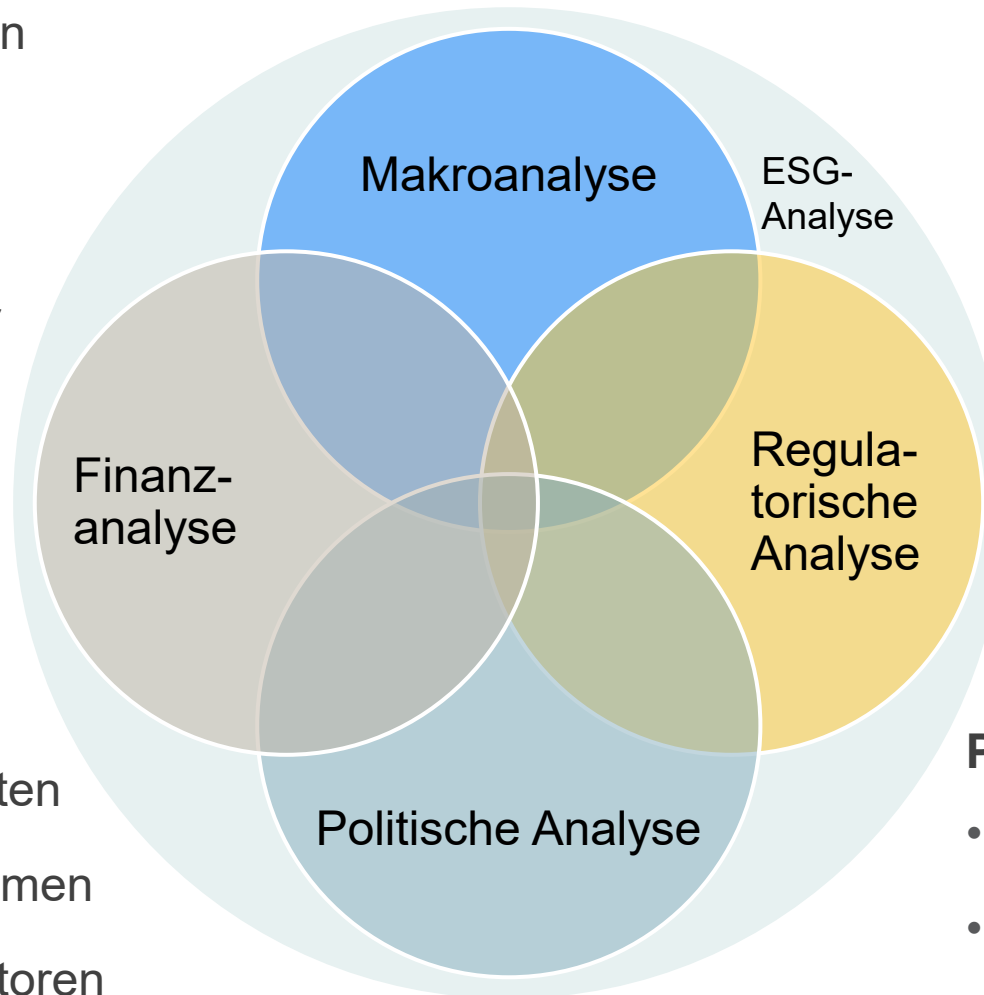 Makroanalyse
ESG-
Analyse
Finanz-
analyse
Regula-
torische
Analyse
Politische Analyse